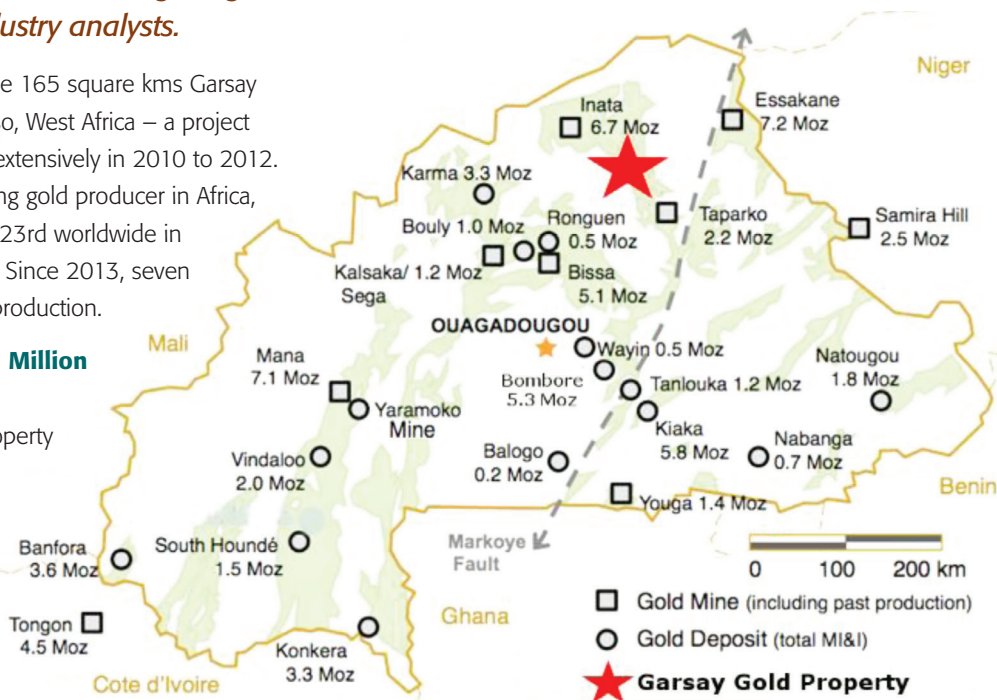 dustry analysts.
e 165 square kms Garsay
so, West Africa – a project
extensively in 2010 to 2012.
ng gold producer in Africa,
23rd worldwide in
Since 2013, seven
production.
Million
operty
Niger
Essakane
7.2 Moz
Inata
6.7 Moz
Karma 3.3 Moz
Bouly 1.0 Moz
Ronguen
0.5 Moz
Taparko
2.2 Moz
Samira Hill
2.5 Moz
Kalsaka/ 1.2 Moz
Sega
Bissa
5.1 Moz
OUAGADOUGOU
Mali
Mana
7.1 Moz
Wayin 0.5 Moz
Natougou
1.8 Moz
Bombore
5.3 Moz
Tanlouka 1.2 Moz
Yaramoko
Mine
Kiaka
5.8 Moz
Nabanga
0.7 Moz
Balogo
0.2 Moz
Vindaloo
2.0 Moz
Youga 1.4 Moz
Benin
Markoye
Fault
South Houndé
1.5 Moz
Banfora
3.6 Moz
0 100 200 km
Gold Mine (including past production)
Ghana
Tongon
4.5 Moz
Gold Deposit (total MI&I)
Konkera
3.3 Moz
Cote d'Ivoire
Garsay Gold Property